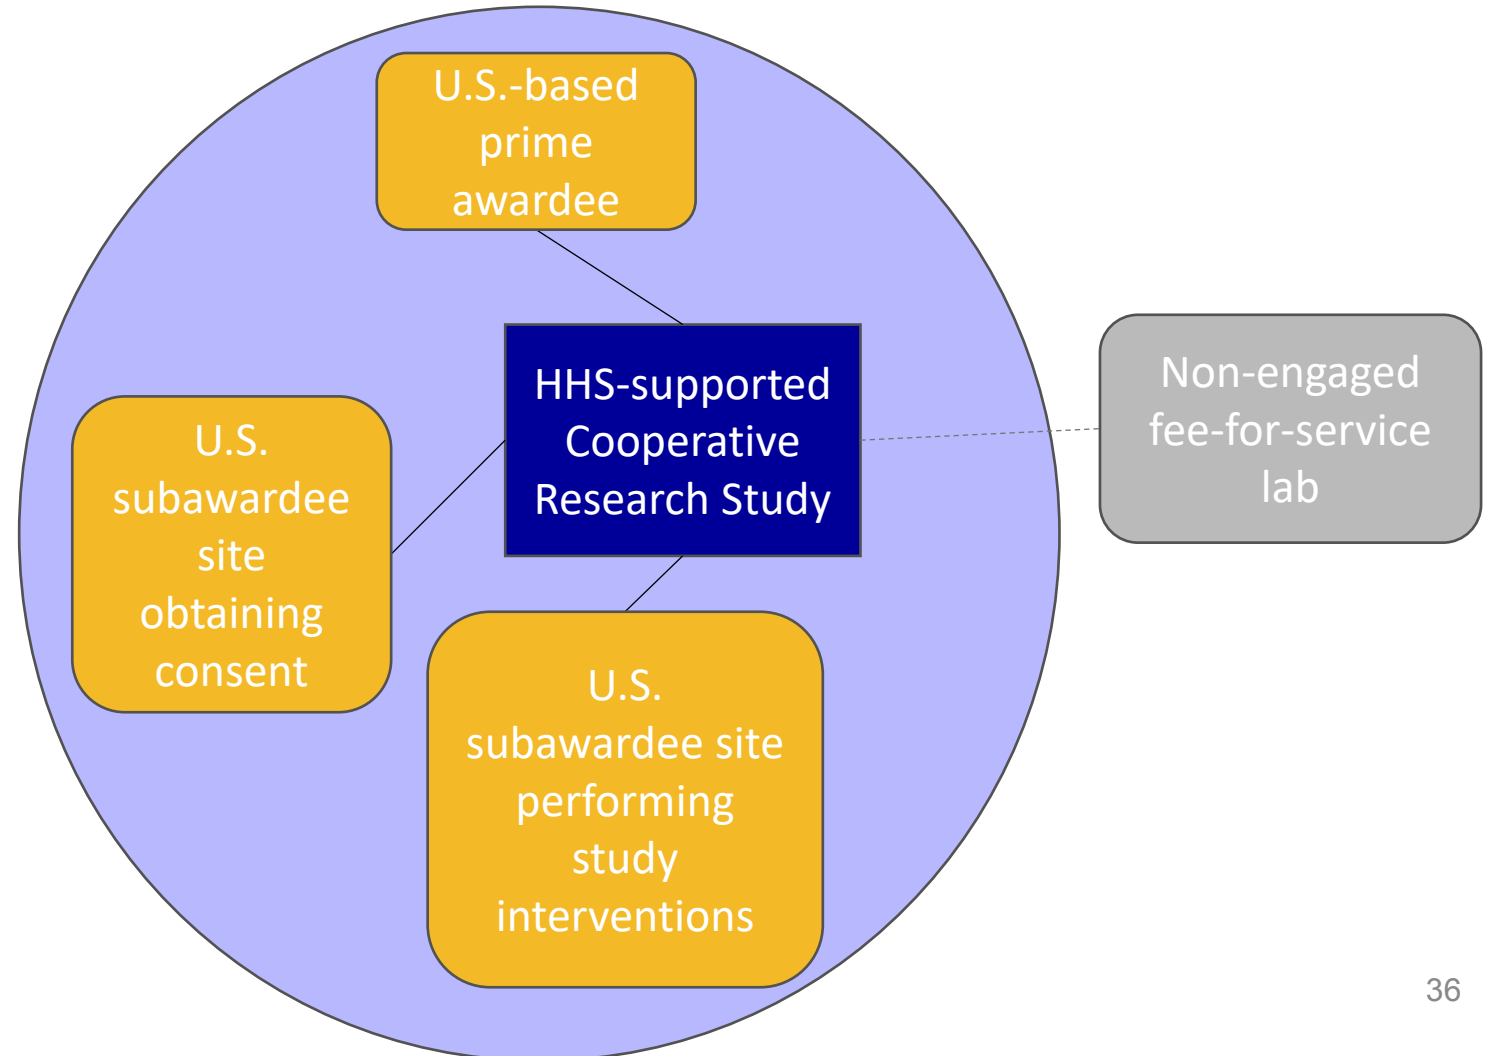 U.S.-based
prime
awardee
HHS-supported
Cooperative
Research Study
Non-engaged
fee-for-service
lab
U.S.
subawardee
site
obtaining
consent
U.S.
subawardee site
performing
study
interventions
36